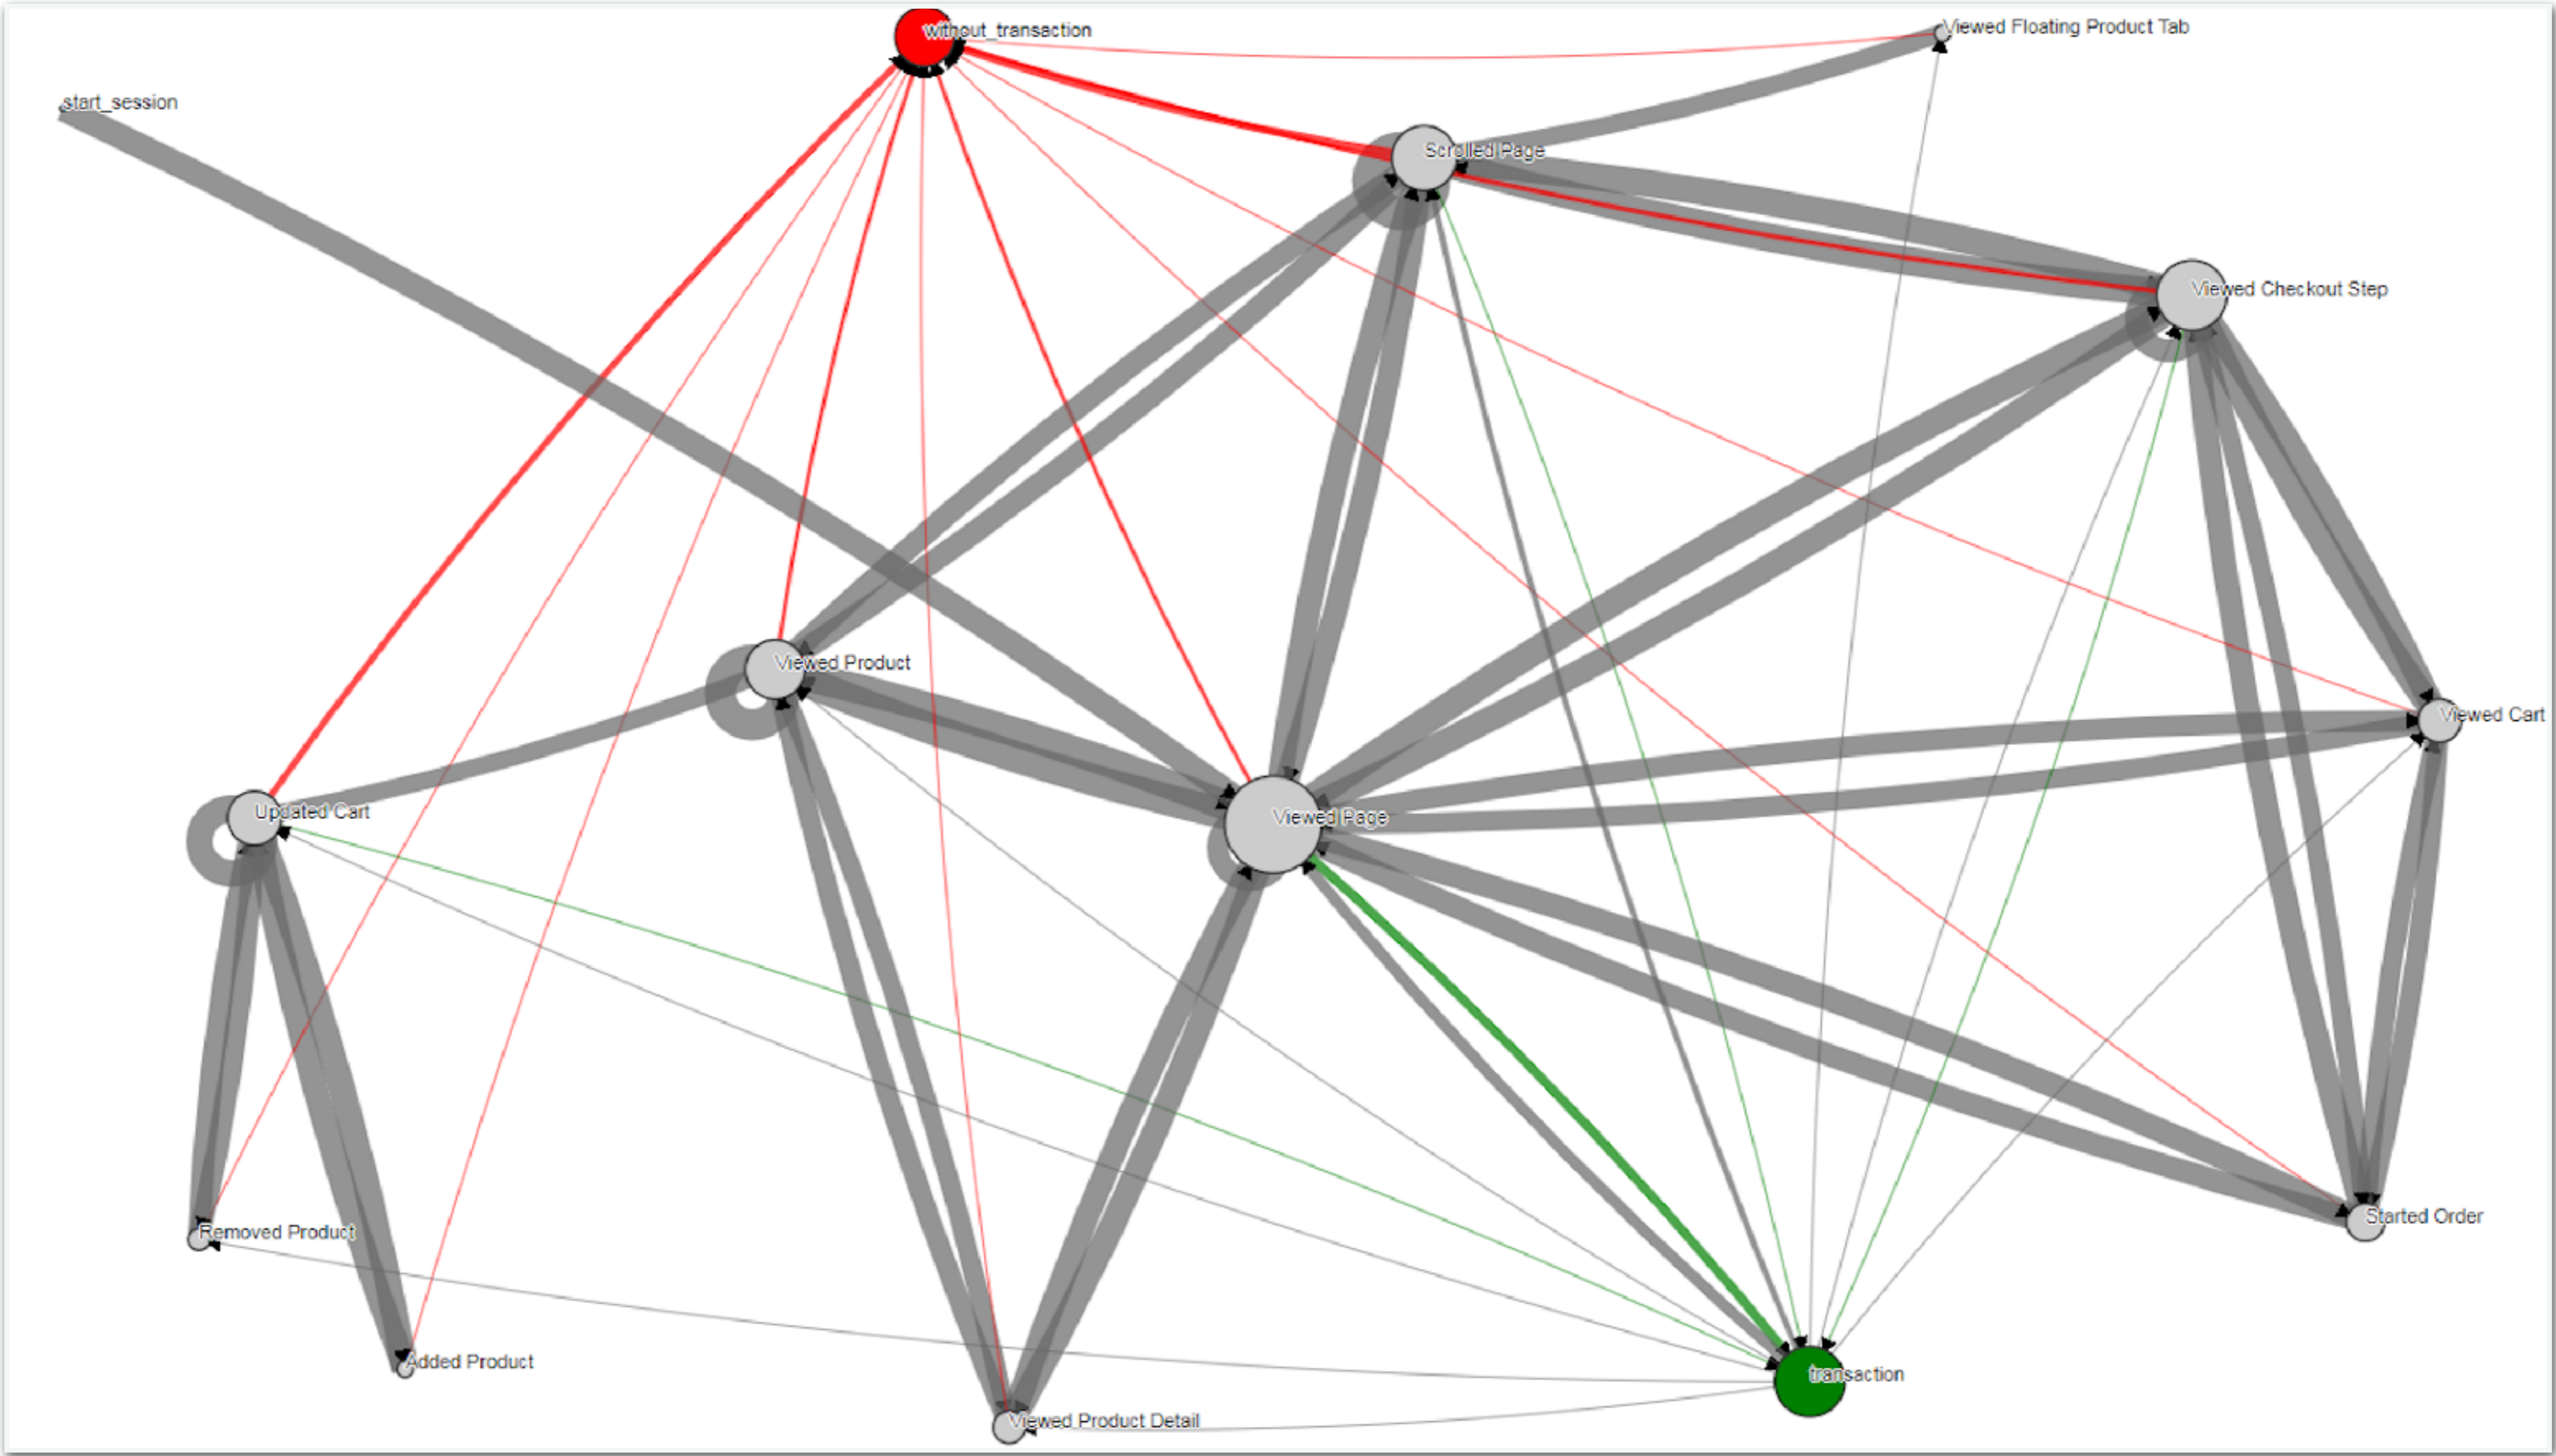 without_transaction
Viewed Floating Product Tab
start_session
Scrolled Page
Viewed Checkout Step
Viewed Product
Viewed Cart
Updated Cart
Viewed Page
Removed Product
Started Order
Added Product
transaction
Viewed Product Detail